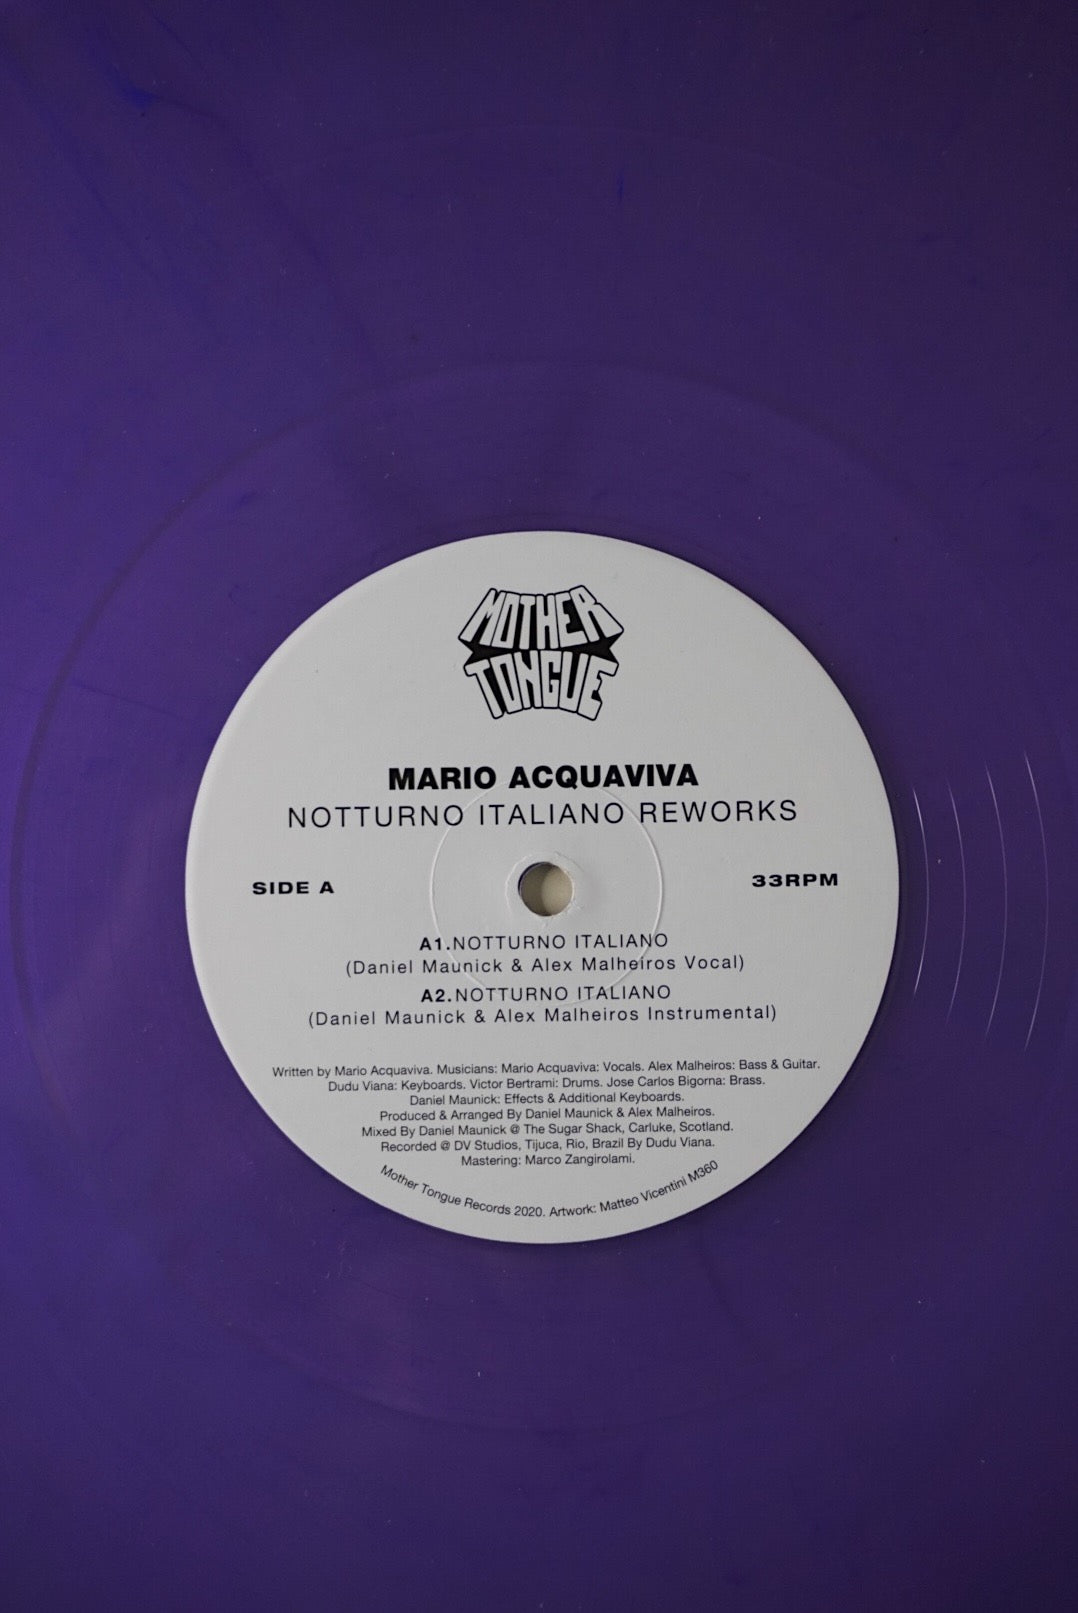 MOTHER
TONGUE
MARIO ACQUAVIVA
NOTTURNO ITALIANO REWORKS
SIDE A
33RPM
A1.NOTTURNO ITALIANO
(Daniel Maunick & Alex Malheiros Vocal)
A2.NOTTURNO ITALIANO
(Daniel Maunick & Alex Malheiros Instrumental)
Written by Mario Acquaviva. Musicians: Mario Acquaviva: Vocals. Alex Malheiros: Bass & Guitar.
Dudu Viana: Keyboards. Victor Bertrami: Drums. Jose Carlos Bigorna: Brass.
Daniel Maunick: Effects & Additional Keyboards.
Produced & Arranged By Daniel Maunick & Alex Malheiros.
Mixed By Daniel Maunick @ The Sugar Shack, Carluke, Scotland.
Recorded @ DV Studios, Tijuca, Rio, Brazil By Dudu Viana.
Mastering: Marco Zangirolami.
Mother Tongue Records 2020. Artwork: Matteo Vicentini M360